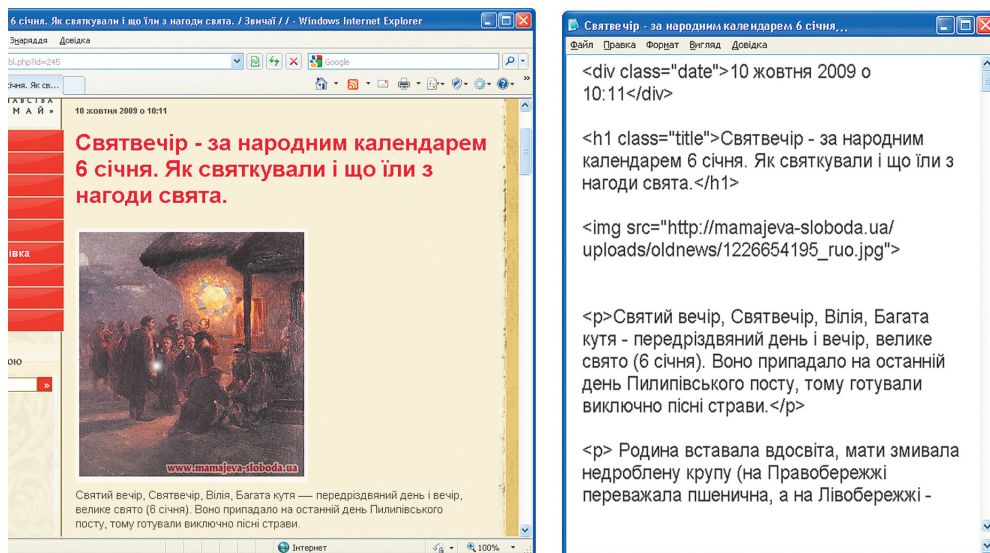 6 січня. Як святкували і що їли з нагоди свята. / Звичаї / / - Windows Internet Explorer
Знаряддя Довідка
bl.php?id=245
Google
ічня. Як св...
М А Й »
10 жовтня 2009 о 10:11
Святвечір - за народним календарем
6 січня. Як святкували і що їли з
нагоди свята.
івка
ою
»
www.mamajeva-sloboda.ua
Святий вечір, Святвечір, Вілія, Багата кутя — передріздвяний день і вечір,
велике свято (6 січня). Воно припадало на останній день Пилипівського
посту, тому готували виключно пісні страви.
Інтернет 100%
Святвечір - за народним календарем 6 січня,...
Файл Правка Формат Вигляд Довідка
<div class="date">10 жовтня 2009 о
10:11</div>
<h1 class="title">Святвечір - за народним
календарем 6 січня. Як святкували і що їли з
нагоди свята.</h1>
<img src="http://mamajeva-sloboda.ua/
uploads/oldnews/1226654195_ruo.jpg">
<p>Святий вечір, Святвечір, Вілія, Багата
кутя - передріздвяний день і вечір, велике
свято (6 січня). Воно припадало на останній
день Пилипівського посту, тому готували
виключно пісні страви.</p>
<p> Родина вставала вдосвіта, мати змивала
недроблену крупу (на Правобережжі
переважала пшенична, а на Лівобережжі -